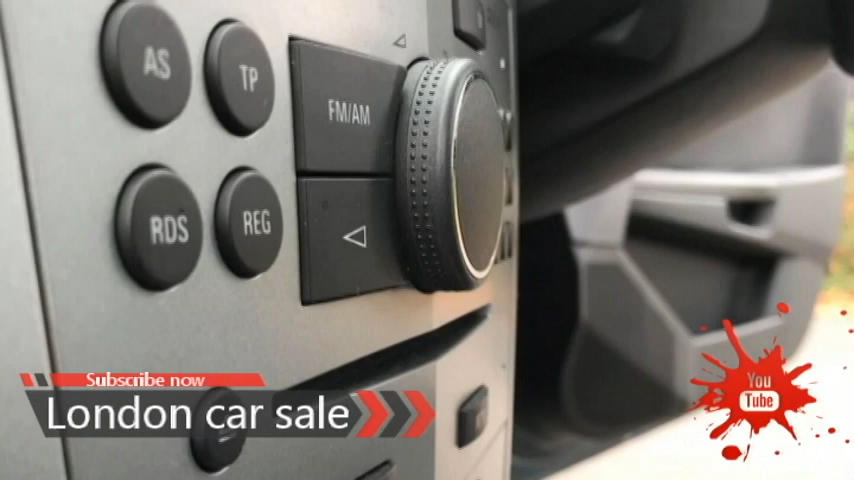 AS
TP
FM/AM
RDS
REG
Subscribe now
London car sale
You
Tube